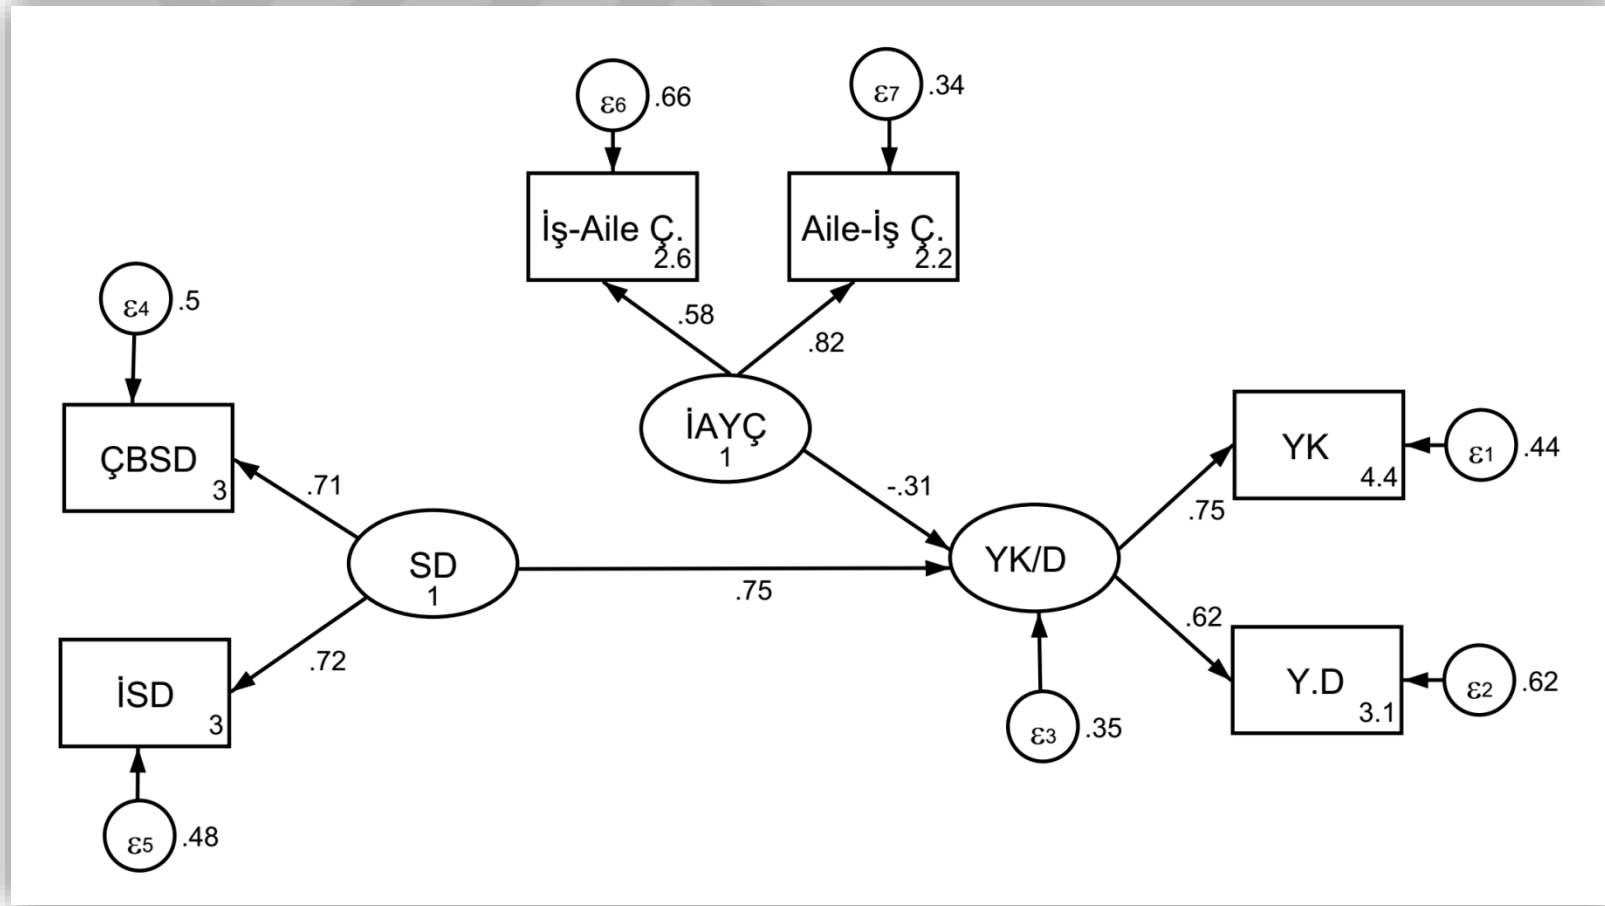 ε6 .66
ε7 .34
İş-Aile Ç.
2.6
Aile-İş Ç.
2.2
ε4 .5
.58
.82
ÇBSD
3
İAYÇ
1
YK
4.4
ε1 .44
.71
-.31
.75
SD
1
.75
YK/D
.62
.72
İSD
3
Y.D
3.1
ε2 .62
ε3 .35
ε5 .48